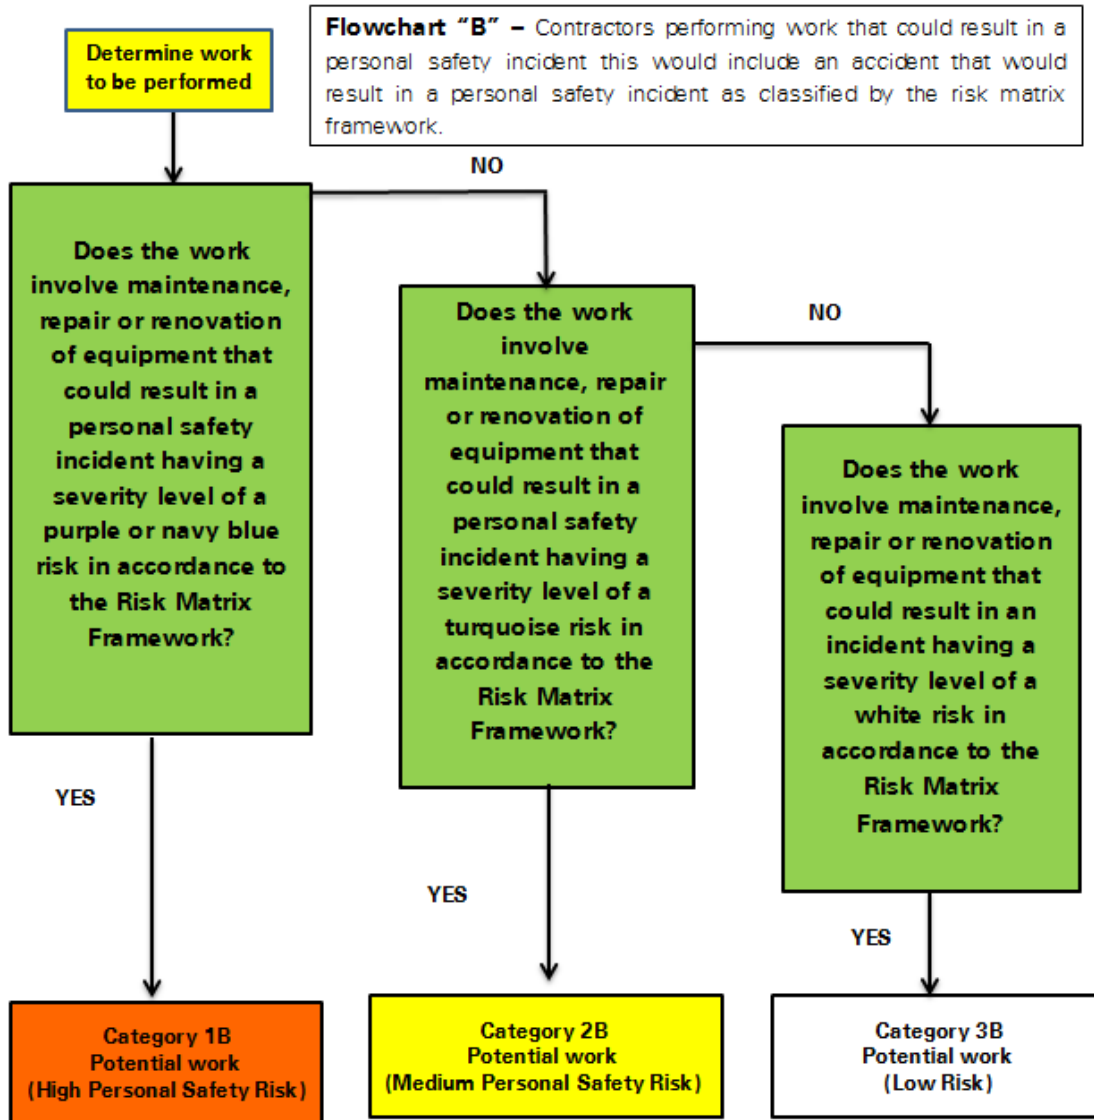 Determine work
to be performed
Flowchart “B” – Contractors performing work that could result in a
personal safety incident this would include an accident that would
result in a personal safety incident as classified by the risk matrix
framework.
NO
Does the work
involve maintenance,
repair or renovation
of equipment that
could result in a
personal safety
incident having a
severity level of a
purple or navy blue
risk in accordance to
the Risk Matrix
Framework?
NO
Does the work
involve
maintenance, repair
or renovation of
equipment that
could result in a
personal safety
incident having a
severity level of a
turquoise risk in
accordance to the
Risk Matrix
Framework?
Does the work
involve maintenance,
repair or renovation
of equipment that
could result in an
incident having a
severity level of a
white risk in
accordance to the
Risk Matrix
Framework?
YES
YES
YES
Category 1B
Potential work
(High Personal Safety Risk)
Category 2B
Potential work
(Medium Personal Safety Risk)
Category 3B
Potential work
(Low Risk)